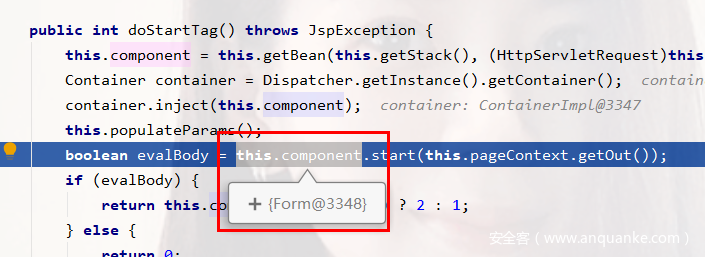 public int doStartTag() throws JspException {
this.component = this.getBean(this.getStack(), (HttpServletRequest)this
Container container = Dispatcher.getInstance().getContainer(); contain
container.inject(this.component); container: ContainerImpl@3347
this.populateParams();
boolean evalBody = this.component.start(this.pageContext.getOut());
if (evalBody) {
return this.co ? 2 : 1;
+ {Form@3348}
} else {
return 0;
安全客 ( www.anquanke.com )